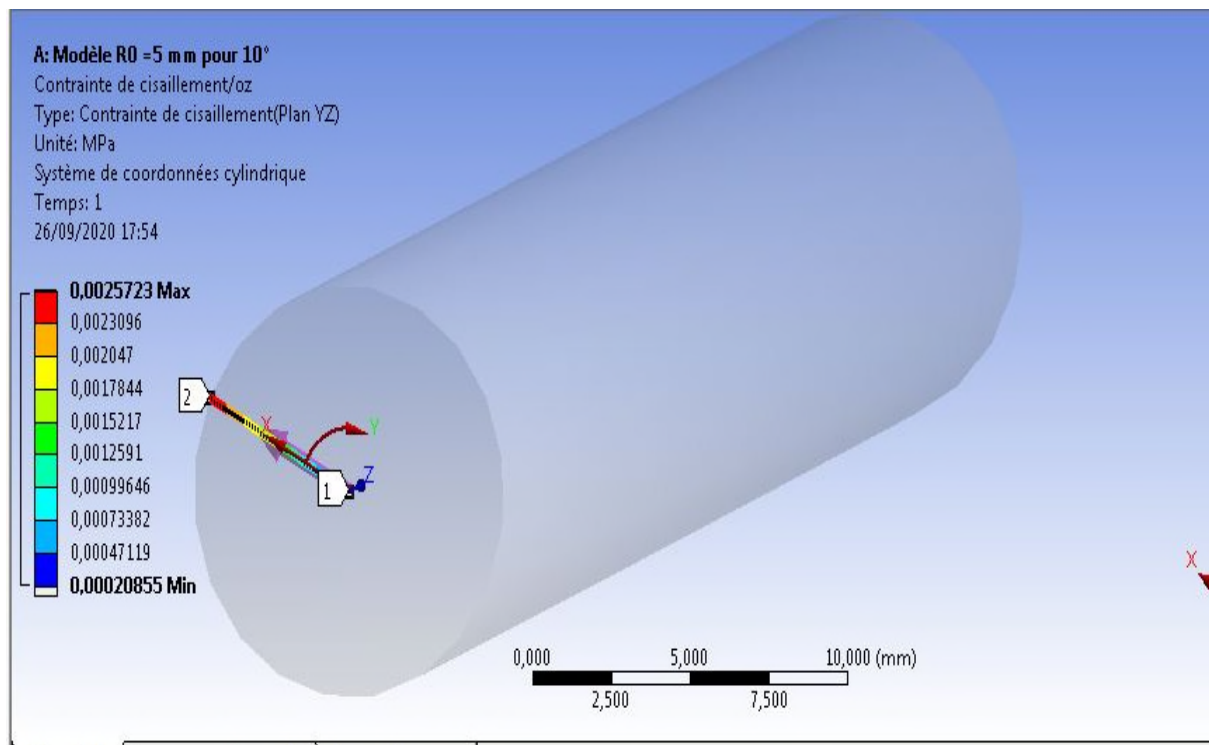 A: Modèle R0 =5 mm pour 10°
Contrainte de cisaillement/oz
Type: Contrainte de cisaillement(Plan YZ)
Unité: MPa
Système de coordonnées cylindrique
Temps: 1
26/09/2020 17:54
0,0025723 Max
0,0023096
0,002047
0,0017844
0,0015217
0,0012591
0,00099646
0,00073382
0,00047119
0,00020855 Min
2
X
Y
1
Z
X
0,000 5,000 10,000 (mm)
2,500 7,500